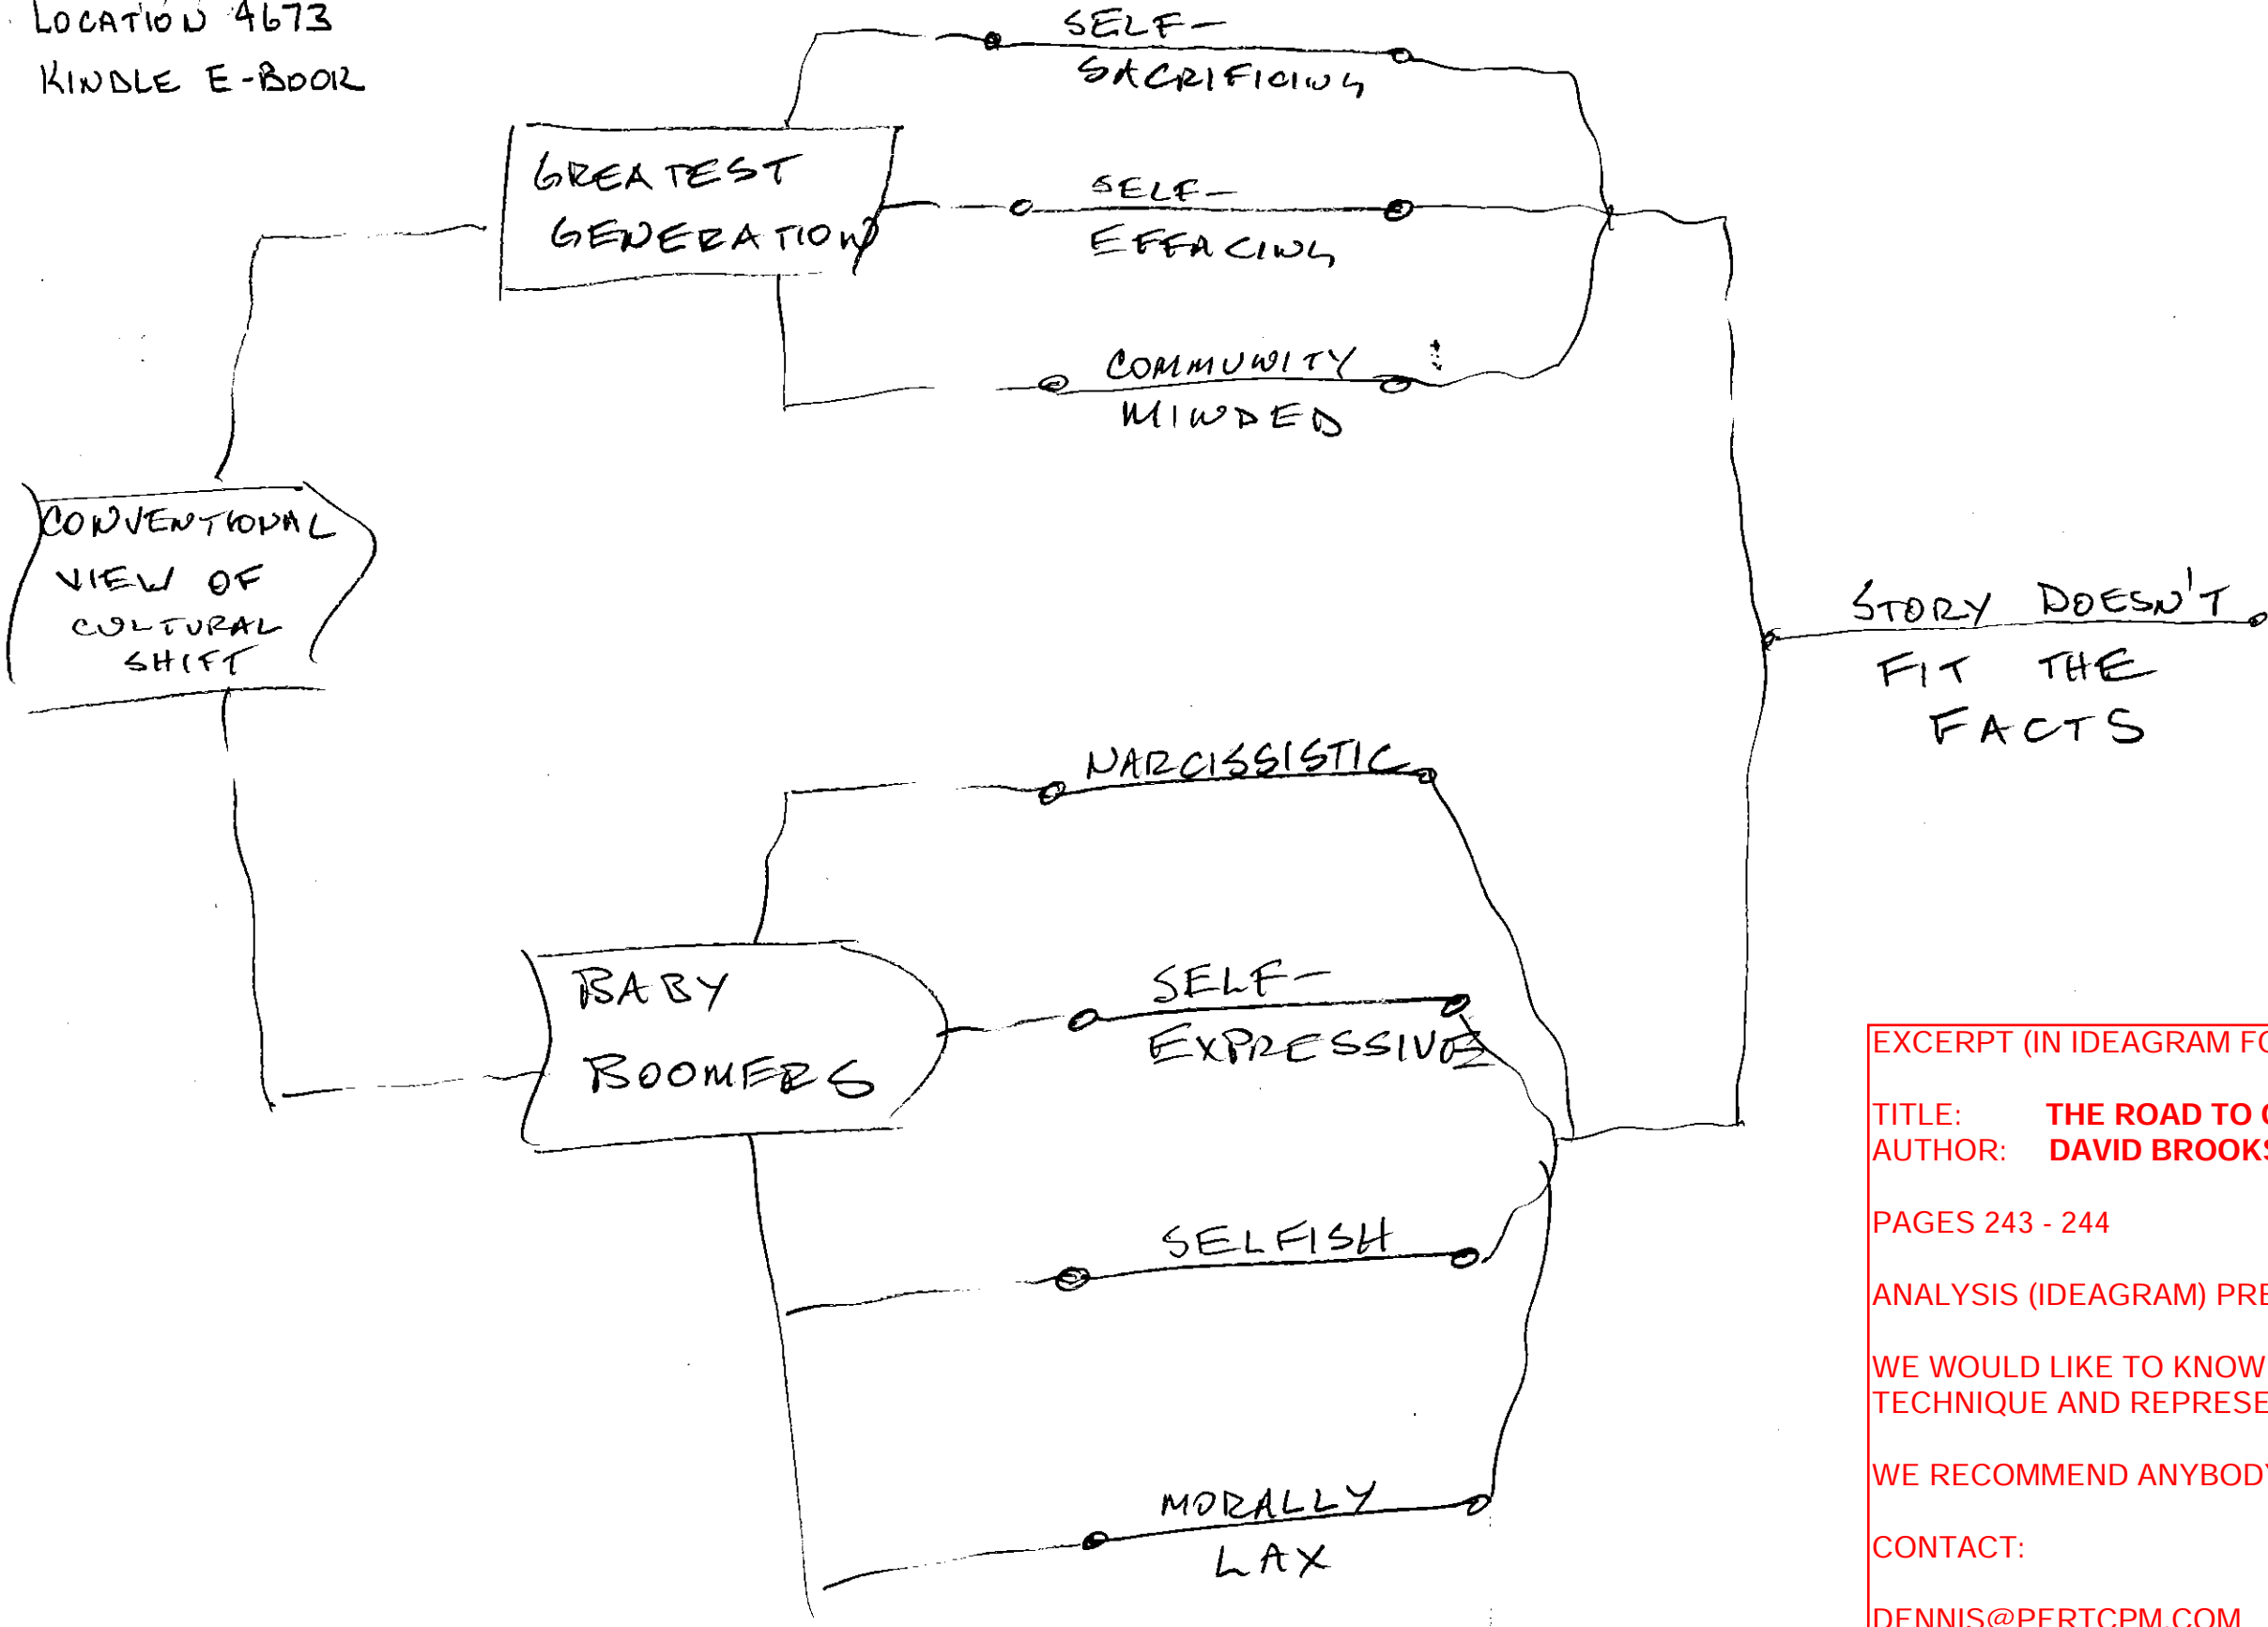 LOCATION 4673
KINDLE E-BOOK
SELF-
SACRIFICING
GREATEST
GENERATION
SELF-
EFFACING
COMMUNITY
MINDED
CONVENTIONAL
VIEW OF
CULTURAL
SHIFT
STORY DOESN'T
FIT THE
FACTS
NARCISSISTIC
BABY
BOOMERS
SELF-
EXPRESSIVE
SELFISH
MORALLY
LAX
EXCERPT (IN IDEAGRAM FO
TITLE: THE ROAD TO
AUTHOR: DAVID BROOKS
PAGES 243 - 244
ANALYSIS (IDEAGRAM) PRE
WE WOULD LIKE TO KNOW
TECHNIQUE AND REPRESE
WE RECOMMEND ANYBODY
CONTACT:
DENNIS@PERTCPM.COM